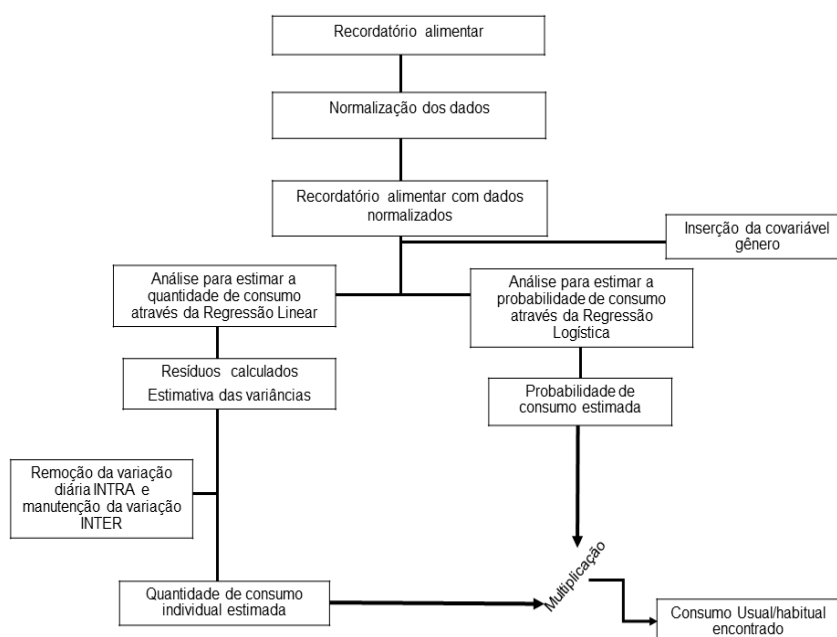 Recordatório alimentar
Normalização dos dados
Recordatório alimentar com dados
normalizados
Inserção da covariável
gênero
Análise para estimar a
quantidade de consumo
através da Regressão Linear
Análise para estimar a
probabilidade de consumo
através da Regressão
Logística
Resíduos calculados
Estimativa das variâncias
Probabilidade de
consumo estimada
Remoção da variação
diária INTRA e
manutenção da variação
INTER
Quantidade de consumo
individual estimada
Multiplicação
Consumo Usual/habitual
encontrado